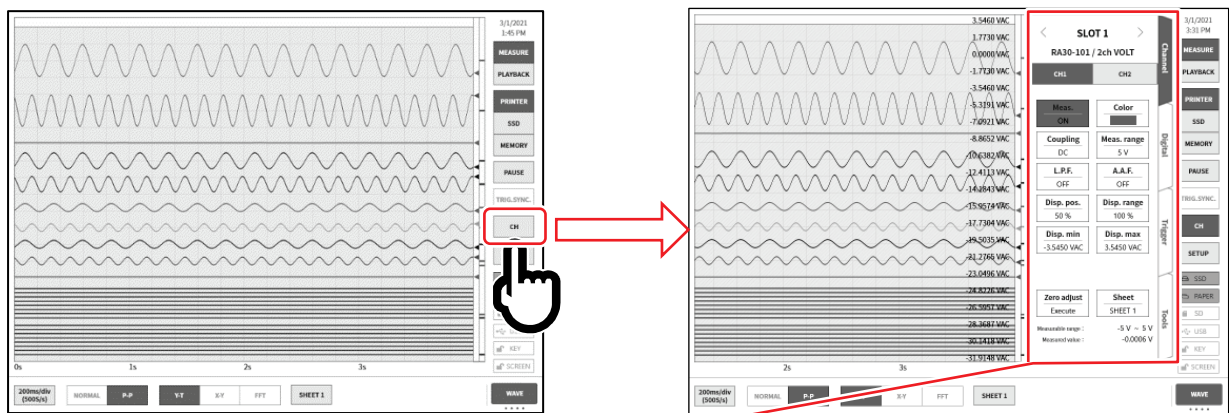 3/1/2021
1:45 PM
MEASURE
PLAYBACK
PRINTER
SSD
MEMORY
PAUSE
TRIG.SYNC.
CH
KEY
SCREEN
0s
1s
2s
3s
200ms/div
(500S/s)
NORMAL
P-P
Y-T
X-Y
FFT
SHEET 1
WAVE
3.5460 VAC
1.7730 VAC
0.0000 VAC
-1.7730 VAC
-3.5460 VAC
-5.3191 VAC
-7.0921 VAC
-8.8652 VAC
-10.6382 VAC
-12.4113 VAC
-14.1843 VAC
-15.9574 VAC
-17.7304 VAC
-19.5035 VAC
-21.2765 VAC
-23.0496 VAC
-24.8226 VAC
-26.5957 VAC
-28.3687 VAC
-30.1418 VAC
-31.9148 VAC
2s
3s
SLOT 1
RA30-101 / 2ch VOLT
CH1
CH2
Meas.
ON
Color
Coupling
DC
Meas. range
5 V
L.P.F.
OFF
A.A.F.
OFF
Disp. pos.
50 %
Disp. range
100 %
Disp. min
-3.5450 VAC
Disp. max
3.5450 VAC
Zero adjust
Execute
Sheet
SHEET 1
Measurable range :
-5 V ~ 5 V
Measured value :
-0.0006 V
Channel
Digital
Trigger
Tools
3/1/2021
3:31 PM
MEASURE
PLAYBACK
PRINTER
SSD
MEMORY
PAUSE
TRIG.SYNC.
CH
SETUP
SSD
PAPER
SD
USB
KEY
SCREEN
200ms/div
(500S/s)
NORMAL
P-P
X-Y
FFT
SHEET 1
WAVE